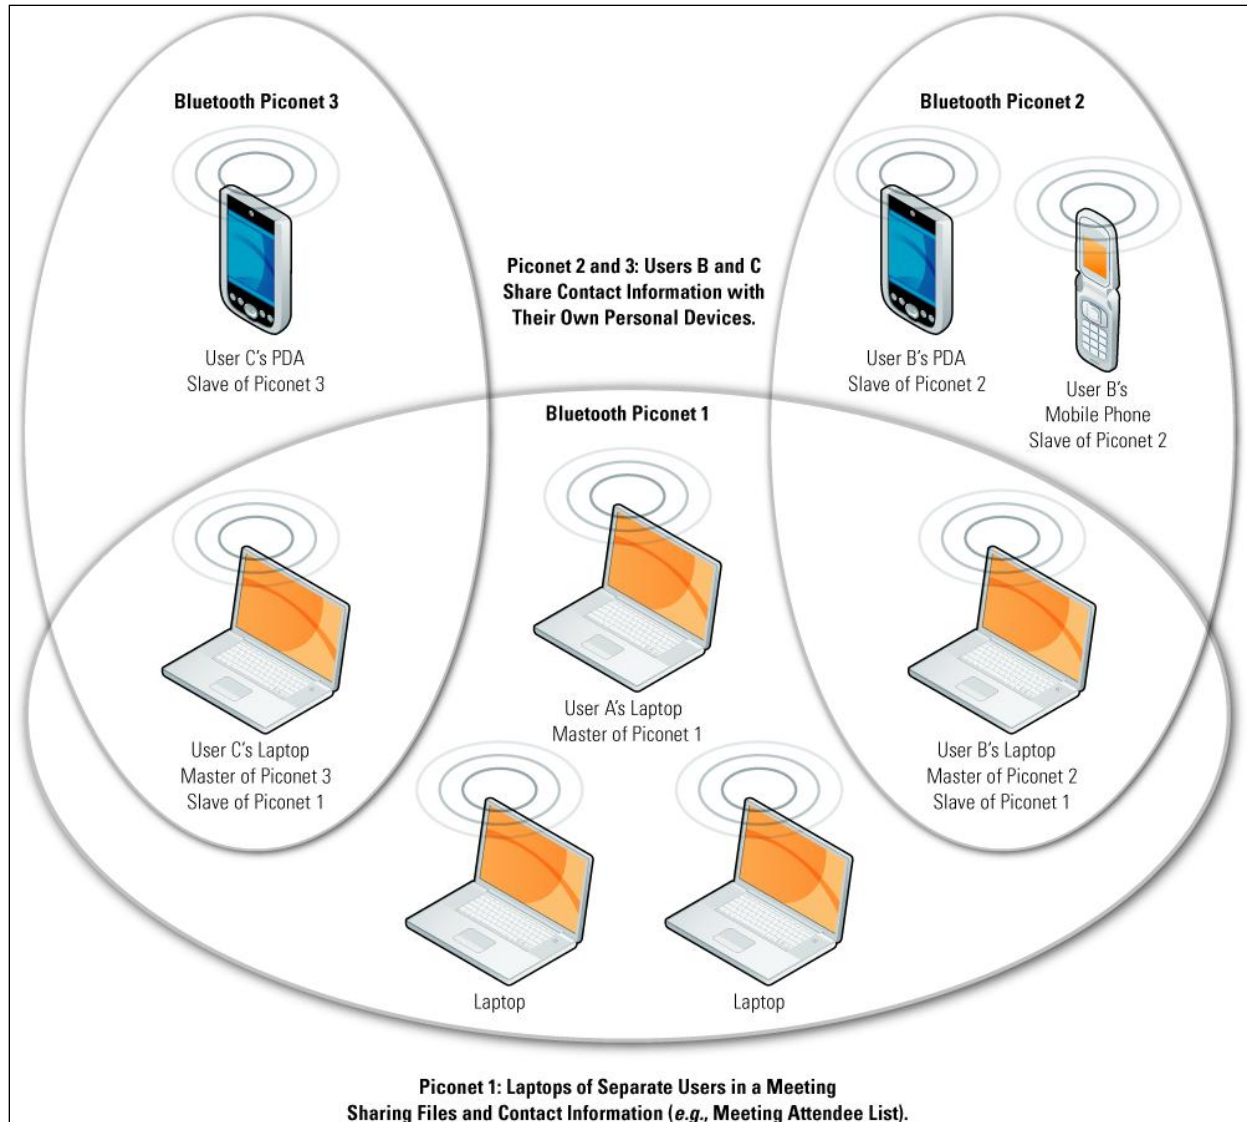 Bluetooth Piconet 3
Bluetooth Piconet 2
Piconet 2 and 3: Users B and C
Share Contact Information with
Their Own Personal Devices.
User C's PDA
Slave of Piconet 3
User B's PDA
Slave of Piconet 2
User B's
Mobile Phone
Slave of Piconet 2
Bluetooth Piconet 1
User A's Laptop
Master of Piconet 1
User C's Laptop
Master of Piconet 3
Slave of Piconet 1
User B's Laptop
Master of Piconet 2
Slave of Piconet 1
Laptop
Laptop
Piconet 1: Laptops of Separate Users in a Meeting
Sharing Files and Contact Information (e.g., Meeting Attendee List).